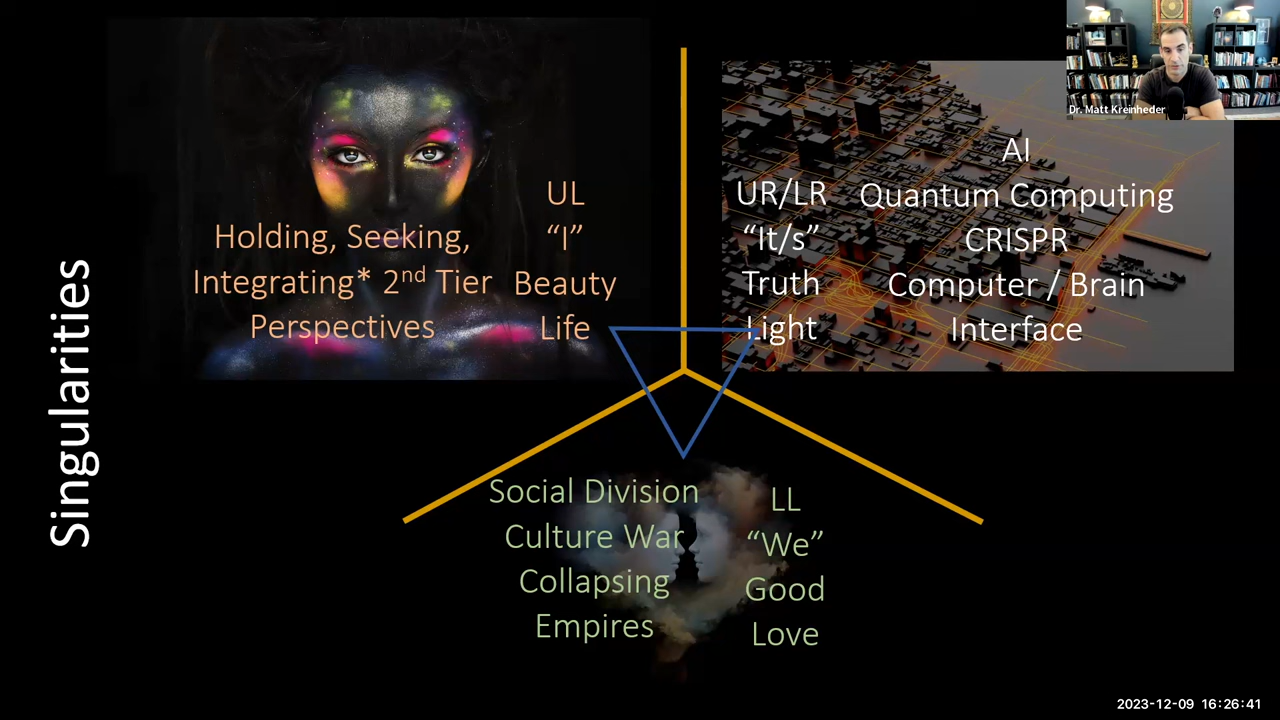 Singularities
Holding, Seeking,
Integrating* 2nd Tier
Perspectives
UL
“I”
Beauty
Life
UR/LR
“It/s”
Truth
Light
AI
Quantum Computing
CRISPR
Computer / Brain
Interface
Dr. Matt Kreinheder
Social Division
Culture War
Collapsing
Empires
LL
“We”
Good
Love
2023-12-09 16:26:41